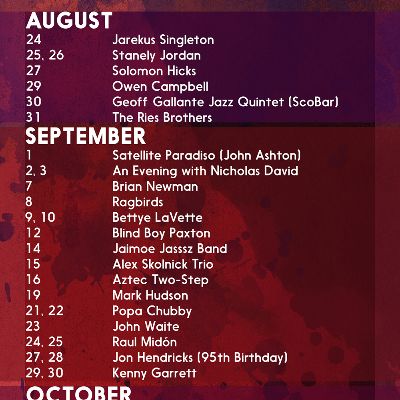 AUGUST
24 Jarekus Singleton
25, 26 Stanely Jordan
27 Solomon Hicks
29 Owen Campbell
30 Geoff Gallante Jazz Quintet (ScoBar)
31 The Ries Brothers
SEPTEMBER
1 Satellite Paradiso (John Ashton)
2, 3 An Evening with Nicholas David
7 Brian Newman
8 Ragbirds
9, 10 Bettye LaVette
12 Blind Boy Paxton
14 Jaimoe Jasssz Band
15 Alex Skolnick Trio
16 Aztec Two-Step
19 Mark Hudson
21, 22 Popa Chubby
23 John Waite
24, 25 Raul Midón
27, 28 Jon Hendricks (95th Birthday)
29, 30 Kenny Garrett
OCTOBER